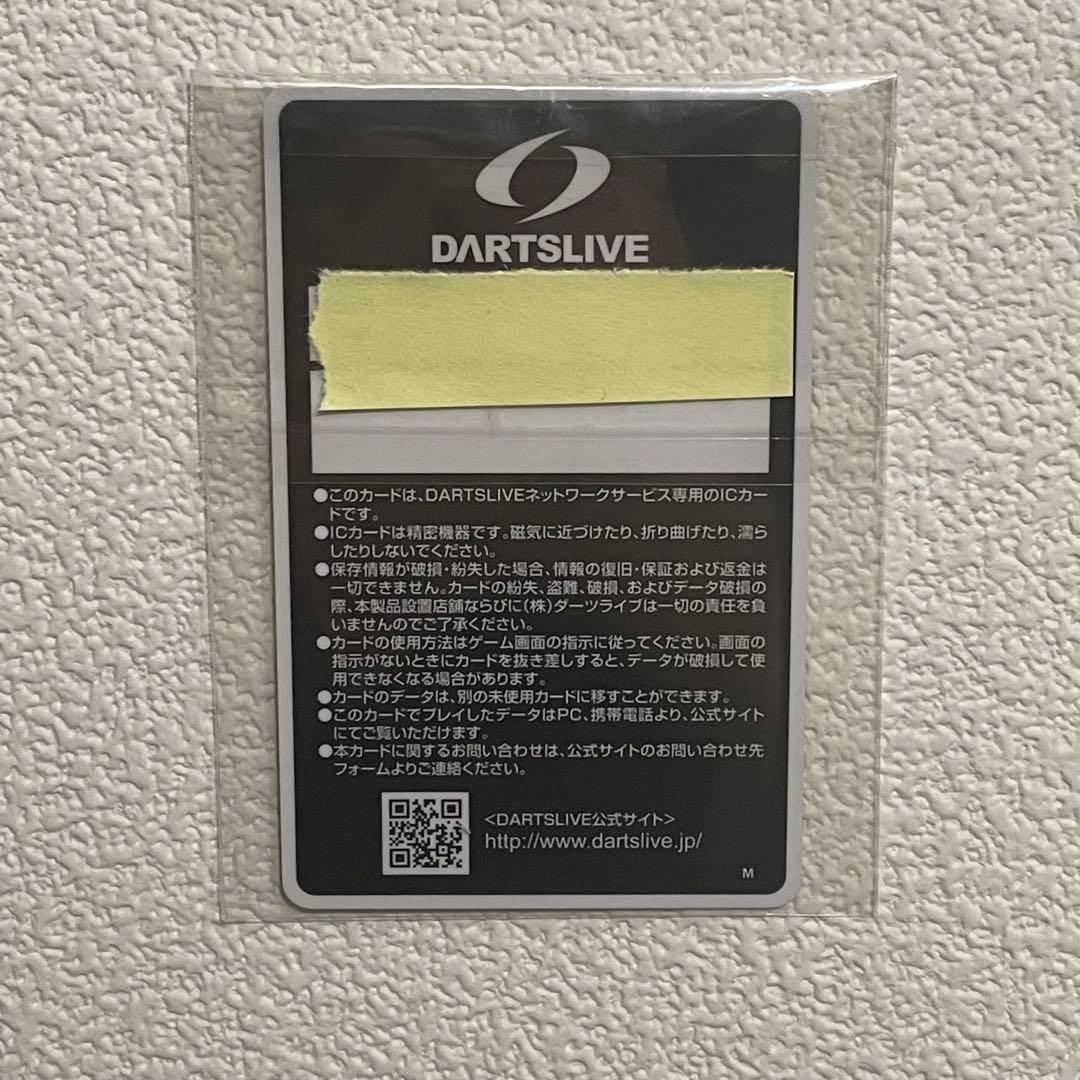 DARTSLIVE
●このカードは、DARTSLIVEネットワークサービス専用のICカー
ドです。
●ICカードは精密機器です。磁気に近づけたり、折り曲げたり、濡ら
したりしないでください。
●保存情報が破損・紛失した場合、情報の復旧・保証および返金は
一切できません。カードの紛失、盗難、破損、およびデータ破損の
際、本製品設置店舗ならびに(株)ダーツライブは一切の責任を負
いませんのでご了承ください。
●カードの使用方法はゲーム画面の指示に従ってください。画面の
指示がないときにカードを抜き差しすると、データが破損して使
用できなくなる場合があります。
●カードのデータは、別の未使用カードに移すことができます。
●このカードでプレイしたデータはPC、携帯電話より、公式サイト
にてご覧いただけます。
●本カードに関するお問い合わせは、公式サイトのお問い合わせ先
フォームよりご連絡ください。
<DARTSLIVE公式サイト>
http://www.dartslive.jp/
M